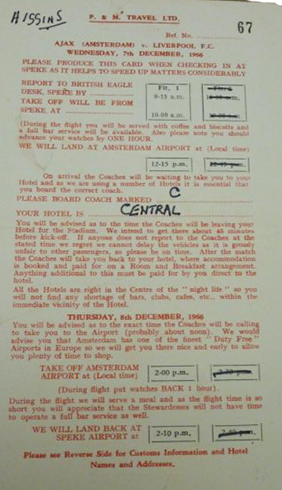 HIGGINS
P. & M. TRAVEL LTD.
67
Ref. No.
AJAX (AMSTERDAM) v. LIVERPOOL F.C.
WEDNESDAY, 7th DECEMBER, 1966
PLEASE PRODUCE THIS CARD WHEN CHECKING IN AT
SPEKE AS IT HELPS TO SPEED UP MATTERS CONSIDERABLY
REPORT TO BRITISH EAGLE
DESK, SPEKE BY
Flt. 1
9-15 a.m.
TAKE OFF WILL BE FROM
SPEKE AT
10-00 a.m.
(During the flight you will be served with coffee and biscuits and
a full bar service will be available. Also please note you should
advance your watches by ONE HOUR.
WE WILL LAND AT AMSTERDAM AIRPORT at (Local time)
12-15 p.m.
On arrival the Coaches will be waiting to take you to your
Hotel and as we are using a number of Hotels it is essential that
you board the correct coach.
PLEASE BOARD COACH MARKED C
YOUR HOTEL IS CENTRAL
You will be advised as to the time the Coaches will be leaving your
Hotel for the Stadium. We intend to get there about 45 minutes
before kick-off. If anyone does not report to the Coaches at the
stated time we regret we cannot delay the vehicles as it is grossly
unfair to other passengers, so please be on time. After the match
the Coaches will take you back to your hotel, where accommodation
is booked and paid for on a Room and Breakfast arrangement.
Anything additional to this must be paid for by you direct to the
hotel.
All the Hotels are right in the Centre of the "night life" so you
will not find any shortage of bars, clubs, cafes, etc., within the
immediate vicinity of the Hotel.
THURSDAY, 8th DECEMBER, 1966
You will be advised as to the exact time the Coaches will be calling
to take you to the Airport (probably about noon). We would
advise you that Amsterdam has one of the finest "Duty Free"
Airports in Europe so we will get you there nice and early to allow
you plenty of time to shop.
TAKE OFF AMSTERDAM
AIRPORT at (Local time)
2-00 p.m.
(During flight put watches BACK 1 hour).
During the flight we will serve a meal and as the flight time is so
short you will appreciate that the Stewardesses will not have time
to operate a full bar service as well.
WE WILL LAND BACK AT
SPEKE AIRPORT at
2-10 p.m.
Please see Reverse Side for Customs Information and Hotel
Names and Addresses.